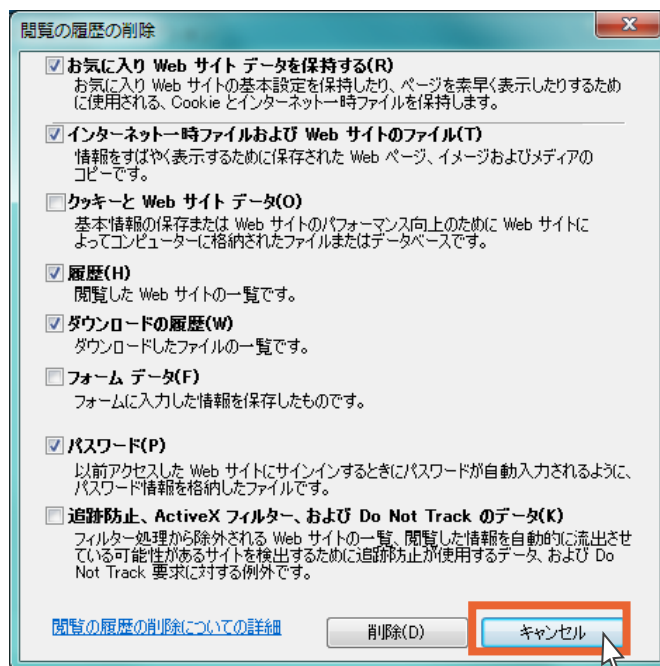 閲覧の履歴の削除
お気に入り Web サイト データを保持する(R)
お気に入り Web サイトの基本設定を保持したり、ページを素早く表示したりするため
に使用される、Cookie とインターネット一時ファイルを保持します。
インターネット一時ファイルおよび Web サイトのファイル(T)
情報をすばやく表示するために保存された Web ページ、イメージおよびメディアの
コピーです。
クッキーと Web サイト データ(O)
基本情報の保存または Web サイトのパフォーマンス向上のために Web サイトに
よってコンピューターに格納されたファイルまたはデータベースです。
履歴(H)
閲覧した Web サイトの一覧です。
ダウンロードの履歴(W)
ダウンロードしたファイルの一覧です。
フォーム データ(F)
フォームに入力した情報を保存したものです。
パスワード(P)
以前アクセスした Web サイトにサインインするときにパスワードが自動入力されるように、
パスワード情報を格納したファイルです。
追跡防止、ActiveX フィルター、および Do Not Track のデータ(K)
フィルター処理から除外される Web サイトの一覧、閲覧した情報を自動的に流出させ
ている可能性があるサイトを検出するために追跡防止が使用するデータ、および Do
Not Track 要求に対する例外です。
閲覧の履歴の削除についての詳細
削除(D)
キャンセル